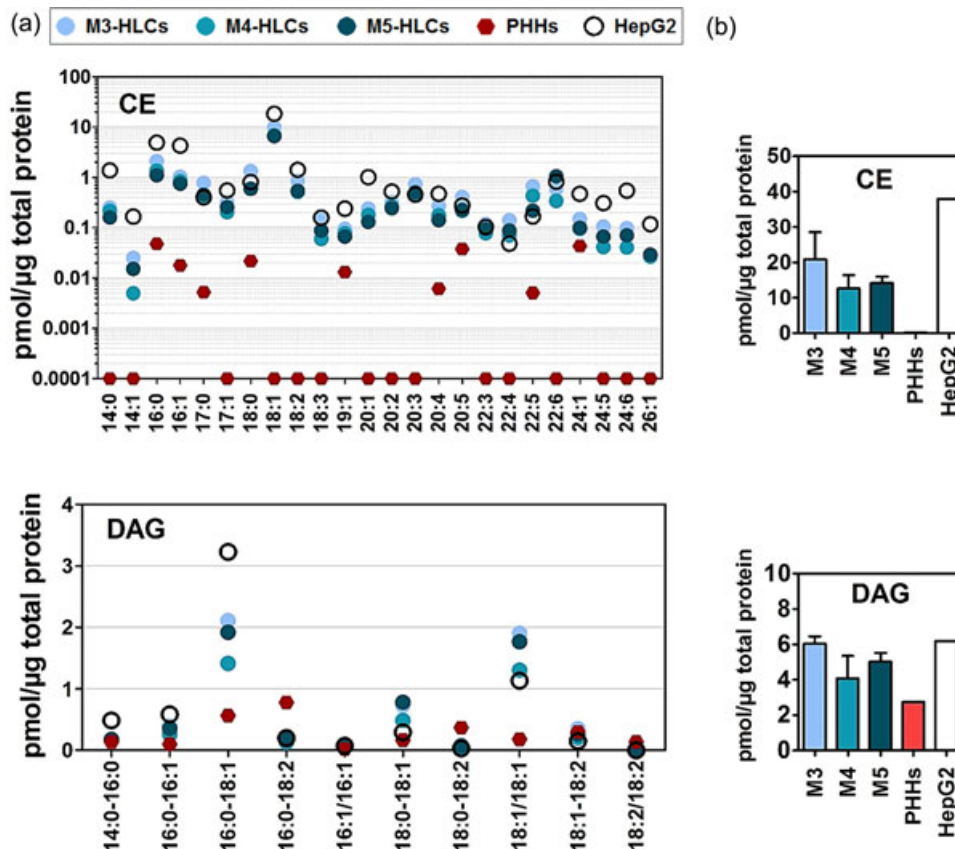 (a) M3-HLCs M4-HLCs M5-HLCs PHHs HepG2 (b)
pmol/µg total protein
100
10
1
0.1
0.01
0.001
0.0001
CE
14:0 14:1 16:0 16:1 17:0 17:1 18:0 18:1 18:2 18:3 19:1 20:1 20:2 20:3 20:4 20:5 22:3 22:4 22:5 22:6 24:1 24:5 24:6 26:1
pmol/µg total protein
50
40
30
20
10
0
CE
M3 M4 M5 PHHs HepG2
pmol/µg total protein
4
3
2
1
0
DAG
14:0-16:0 16:0-16:1 16:0-18:1 16:0-18:2 16:1/16:1 18:0-18:1 18:0-18:2 18:1/18:1 18:1-18:2 18:2/18:2
pmol/µg total protein
10
8
6
4
2
0
DAG
M3 M4 M5 PHHs HepG2